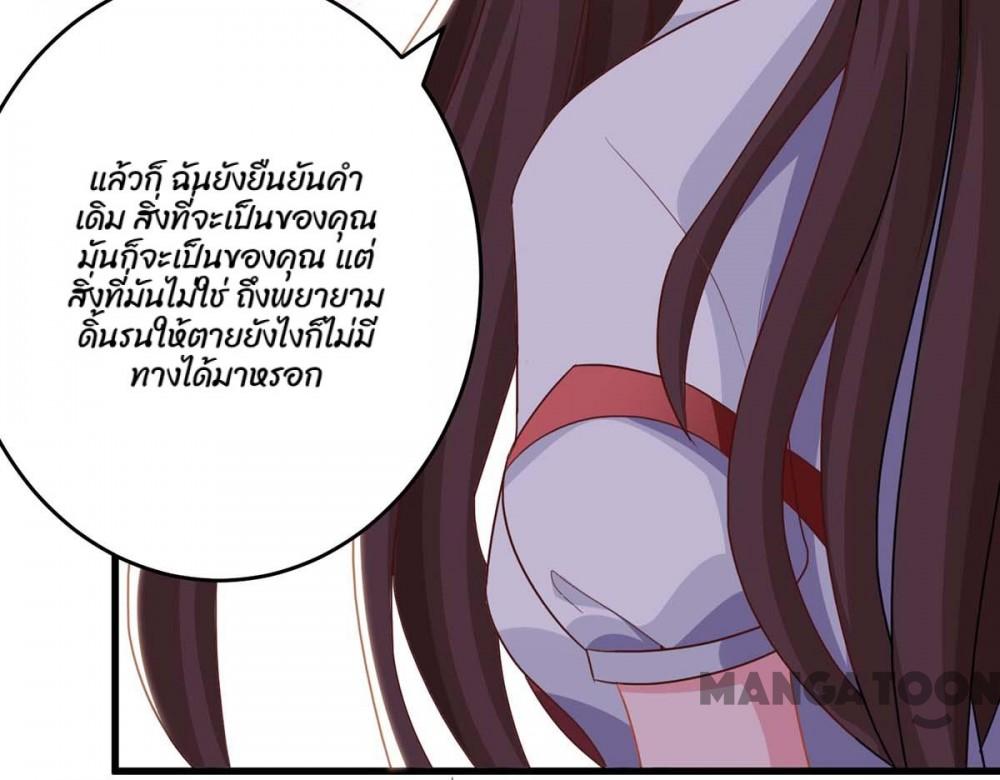 แล้วก็ ฉันยังยืนยันคำ
เดิม สิ่งที่จะเป็นของคุณ
มันก็จะเป็นของคุณ แต่
สิ่งที่มันไม่ใช่ ถึงพยายาม
ดิ้นรนให้ตายยังไงก็ไม่มี
ทางได้มาหรอก
MANGATOON